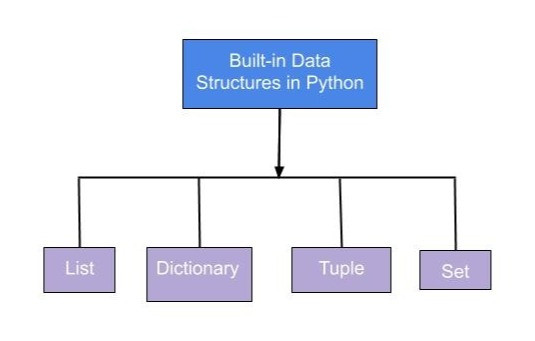 Built-in Data
Structures in Python
List
Dictionary
Tuple
Set